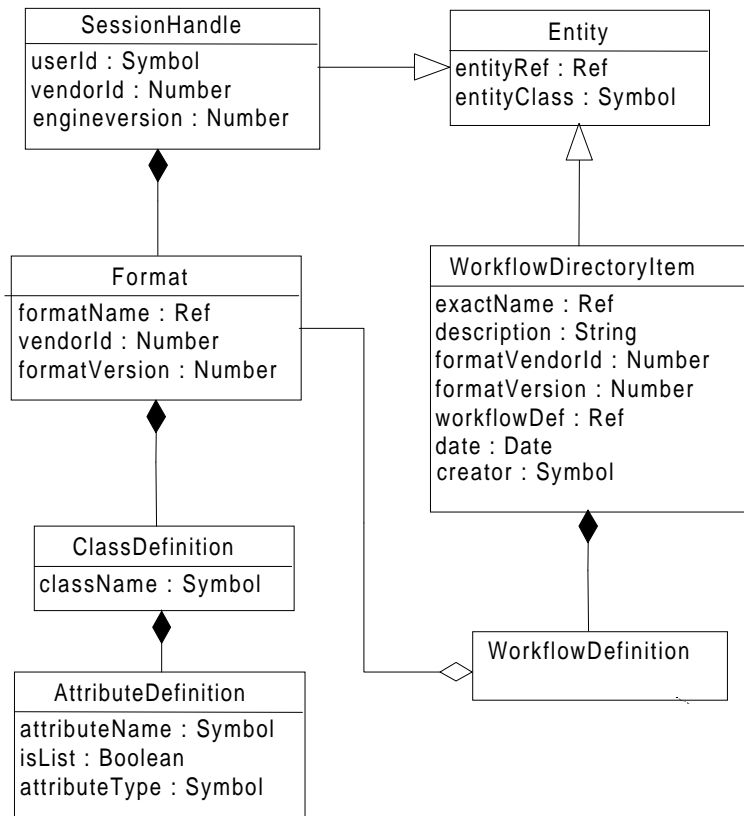 SessionHandle
userId : Symbol
vendorId : Number
engineversion : Number
Entity
entityRef : Ref
entityClass : Symbol
Format
formatName : Ref
vendorId : Number
formatVersion : Number
WorkflowDirectoryItem
exactName : Ref
description : String
formatVendorId : Number
formatVersion : Number
workflowDef : Ref
date : Date
creator : Symbol
ClassDefinition
className : Symbol
WorkflowDefinition
AttributeDefinition
attributeName : Symbol
isList : Boolean
attributeType : Symbol